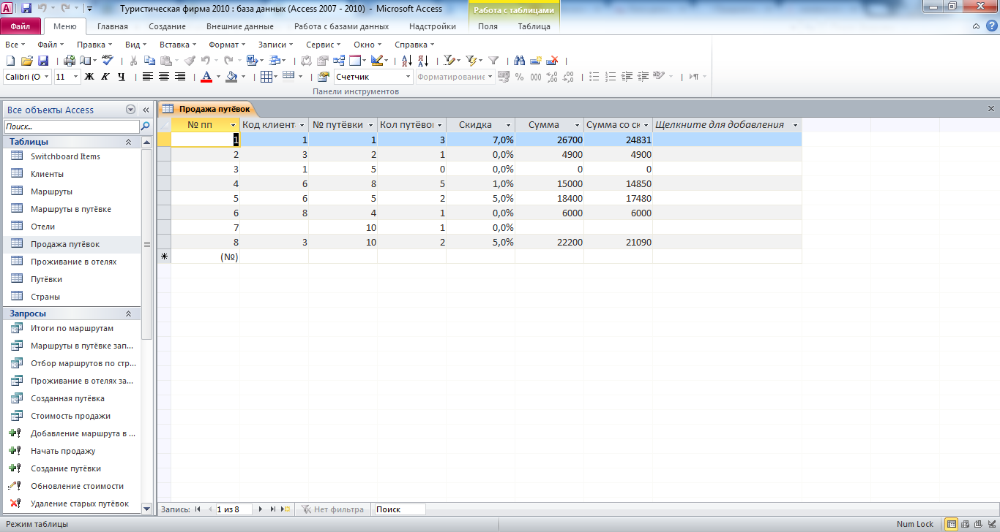 Туристическая фирма 2010 : база данных (Access 2007 - 2010) - Microsoft Access
Работа с таблицами
Файл Меню Главная Создание Внешние данные Работа с базами данных Надстройки Поля Таблица
Все Файл Правка Вид Вставка Формат Записи Сервис Окно Справка
Calibri (О 11 Ж К Ч Счетчик Форматировани % 000
Панели инструментов
Все объекты Access
Поиск...
Таблицы
Switchboard Items
Клиенты
Маршруты
Маршруты в путёвке
Отели
Продажа путёвок
Проживание в отелях
Путёвки
Страны
Запросы
Итоги по маршрутам
Маршруты в путёвке зап...
Отбор маршрутов по стр...
Проживание в отелях за...
Созданная путёвка
Стоимость продажи
Добавление маршрута в ...
Начать продажу
Создание путёвки
Обновление стоимости
Удаление старых путёвок
Продажа путёвок
№ пп Код клиент № путёвки Кол путёвок Скидка Сумма Сумма со ск Щелкните для добавления
1 1 1 3 7,0% 26700 24831
2 3 2 1 0,0% 4900 4900
3 1 5 0 0,0% 0 0
4 6 8 5 1,0% 15000 14850
5 6 5 2 5,0% 18400 17480
6 8 4 1 0,0% 6000 6000
7 10 1 0,0%
8 3 10 2 5,0% 22200 21090
(№)
Запись: 1 из 8 Нет фильтра Поиск
Режим таблицы Num Lock